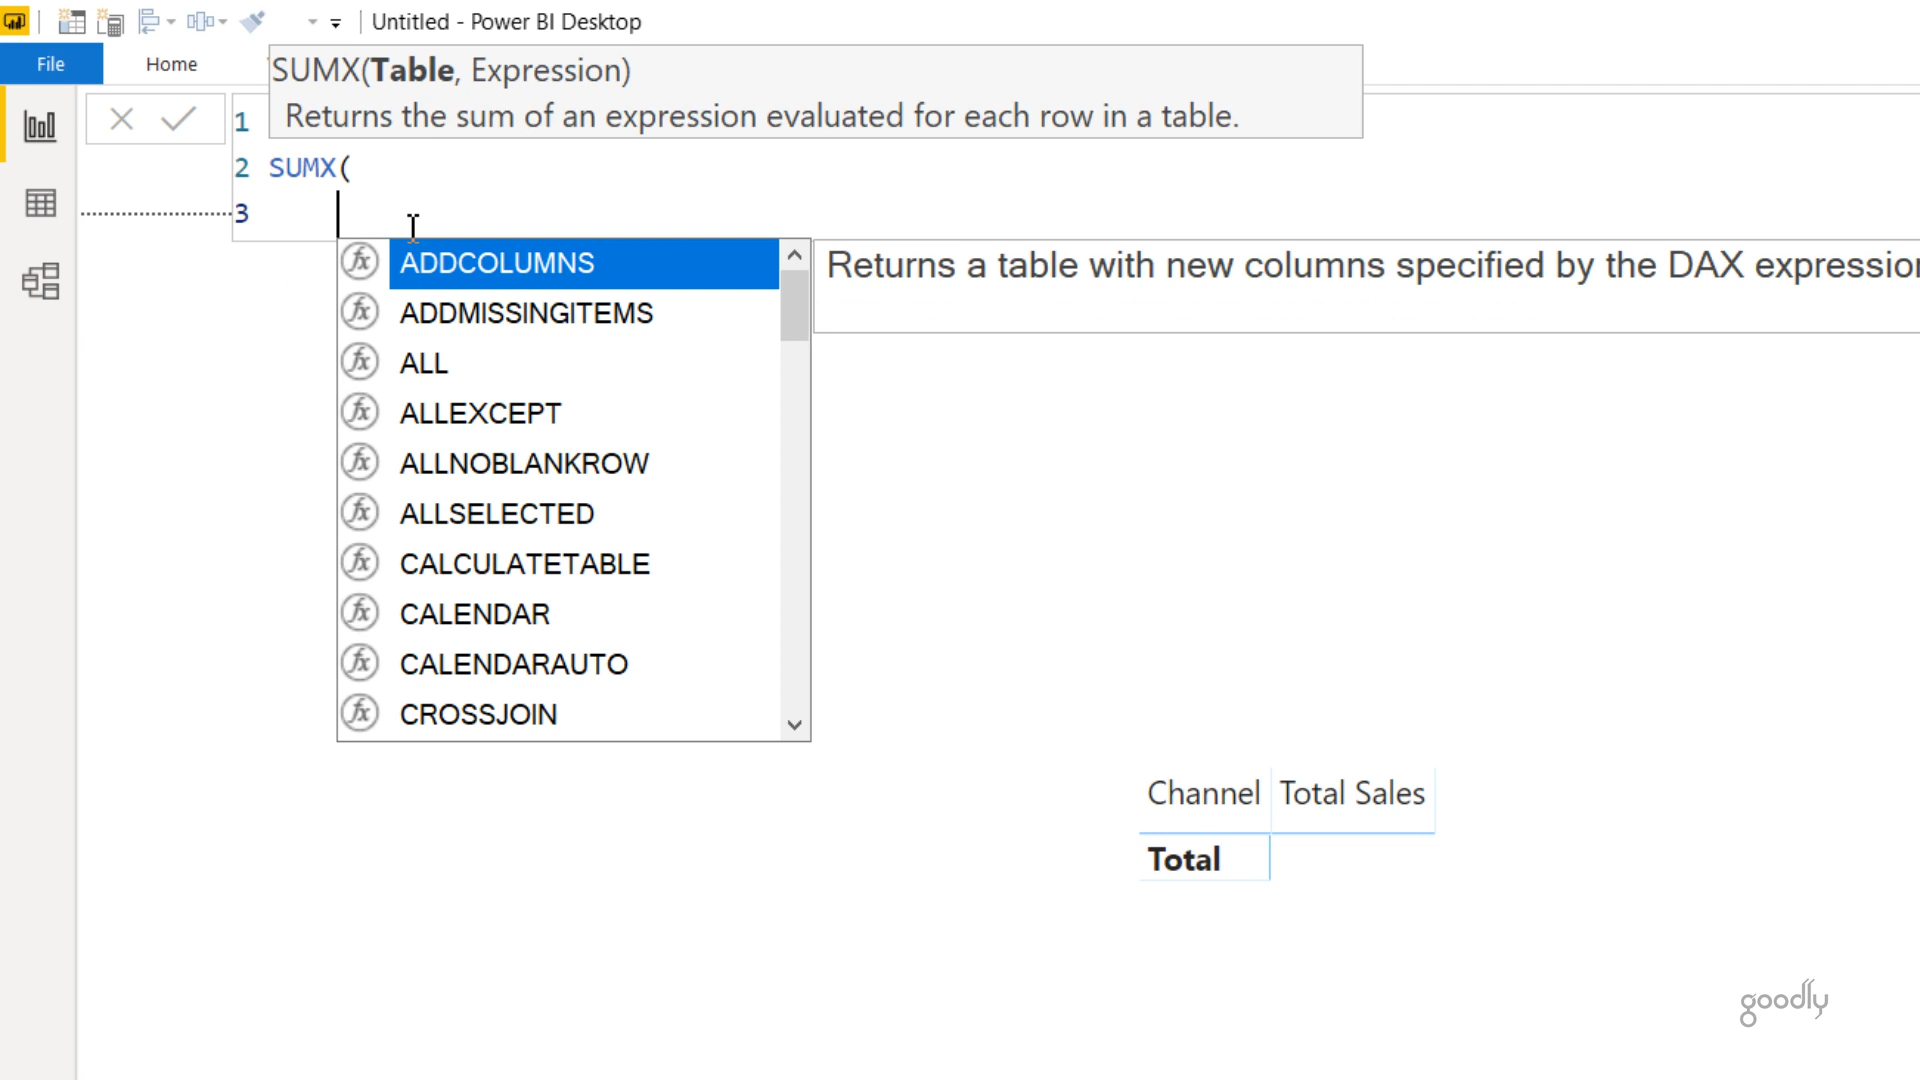 Untitled - Power BI Desktop
File Home
SUMX(Table, Expression)
Returns the sum of an expression evaluated for each row in a table.
1
2 SUMX(
3
ADDCOLUMNS
Returns a table with new columns specified by the DAX
ADDMISSINGITEMS
ALL
ALLEXCEPT
ALLNOBLANKROW
ALLSELECTED
CALCULATETABLE
CALENDAR
CALENDARAUTO
CROSSJOIN
Channel Total Sales
Total
goodly